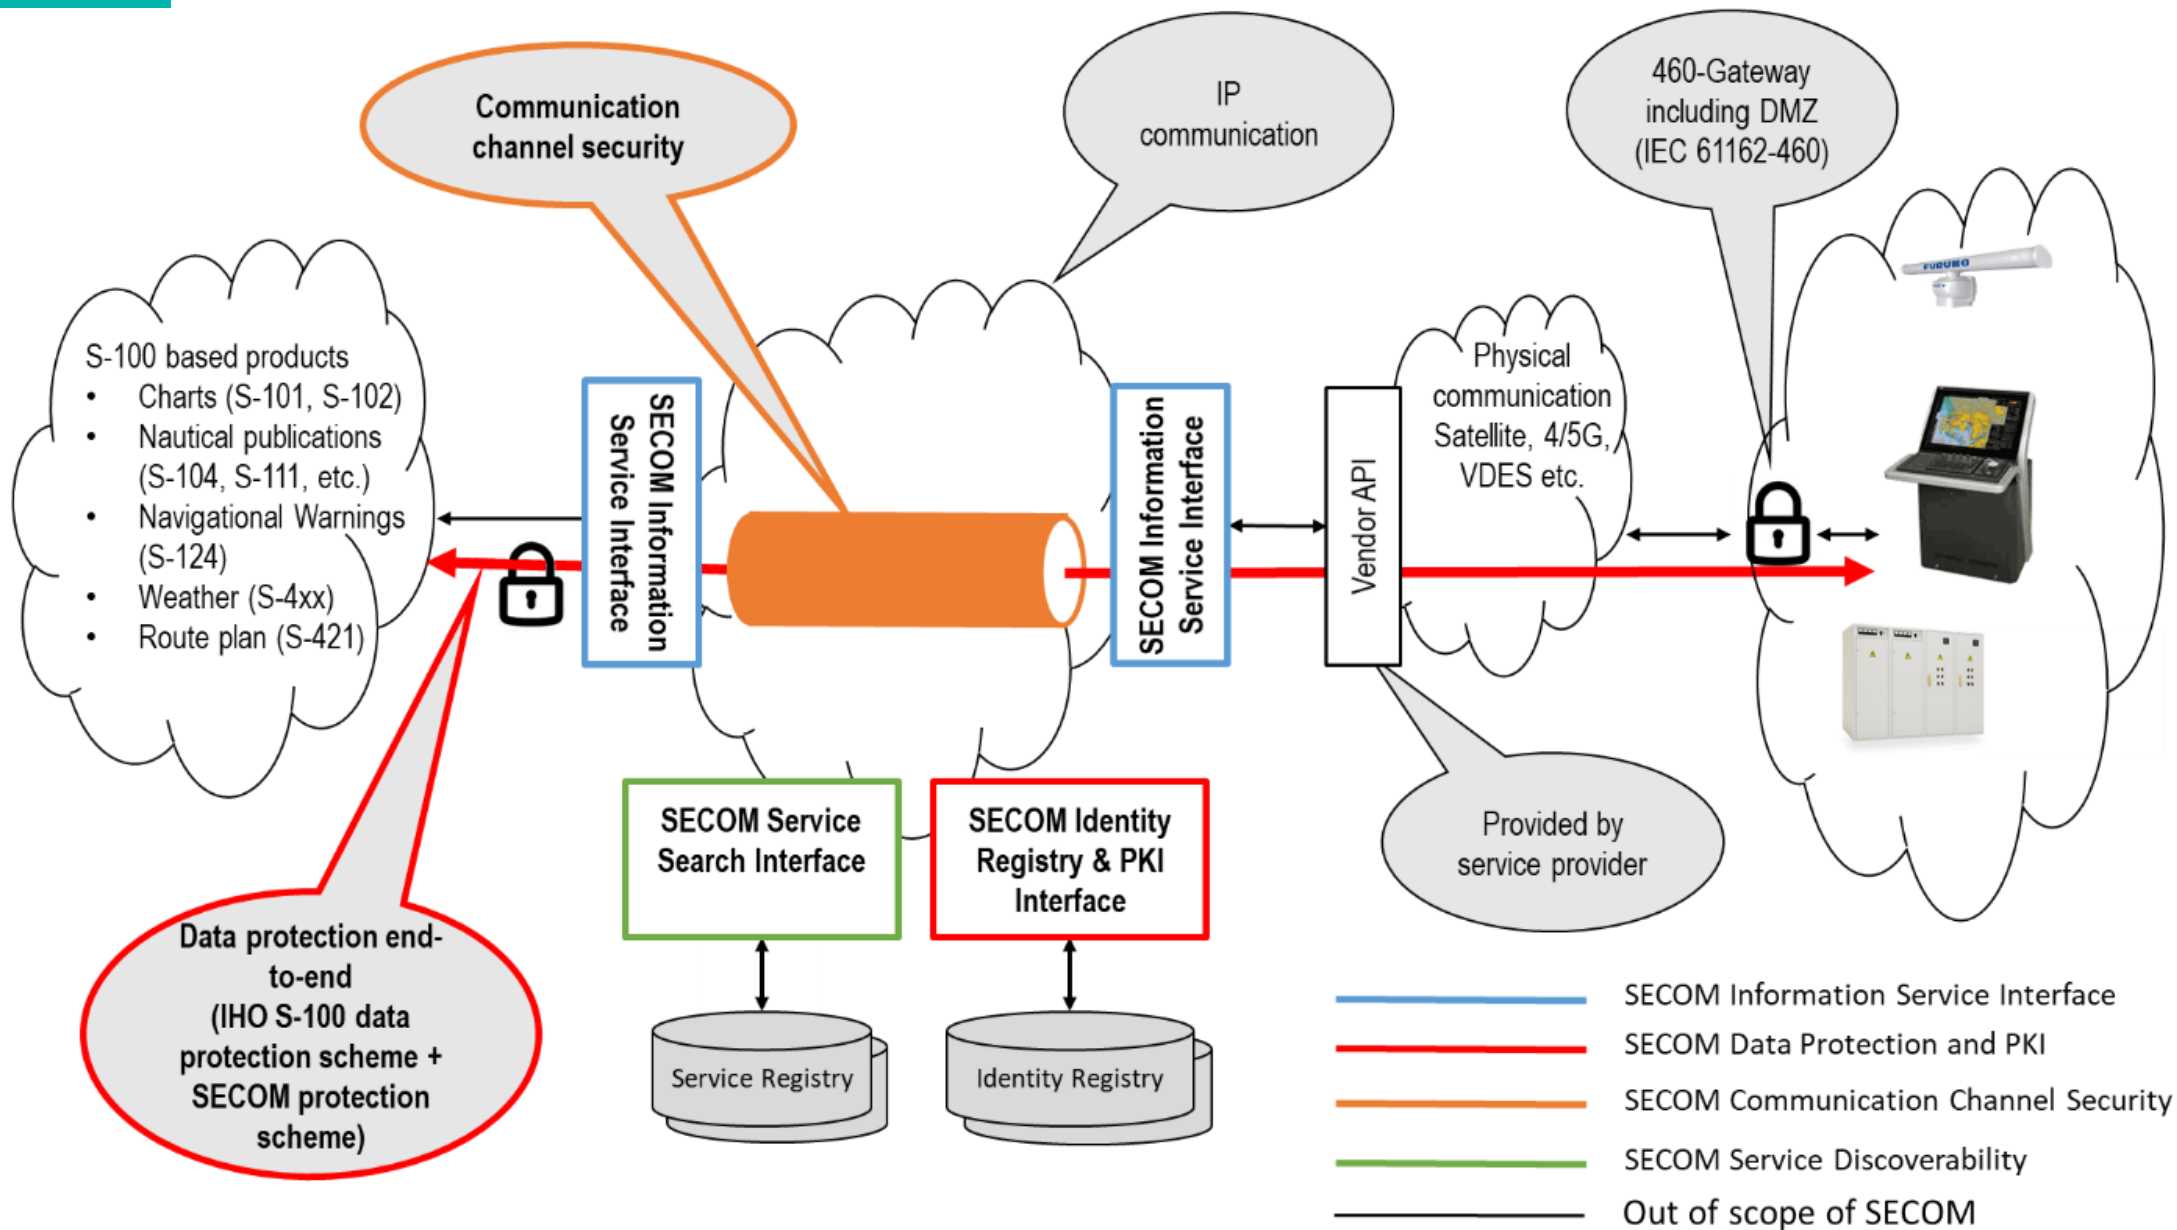 Communication
channel security
IP
communication
460-Gateway
including DMZ
(IEC 61162-460)
FURUNO
S-100 based products
• Charts (S-101, S-102)
• Nautical publications
(S-104, S-111, etc.)
• Navigational Warnings
(S-124)
• Weather (S-4xx)
• Route plan (S-421)
SECOM Information
Service Interface
SECOM Information
Service Interface
Vendor API
Physical
communication
Satellite, 4/5G,
VDES etc.
SECOM Service
Search Interface
SECOM Identity
Registry & PKI
Interface
Provided by
service provider
Data protection end-
to-end
(IHO S-100 data
protection scheme +
SECOM protection
scheme)
Service Registry
Identity Registry
SECOM Information Service Interface
SECOM Data Protection and PKI
SECOM Communication Channel Security
SECOM Service Discoverability
Out of scope of SECOM